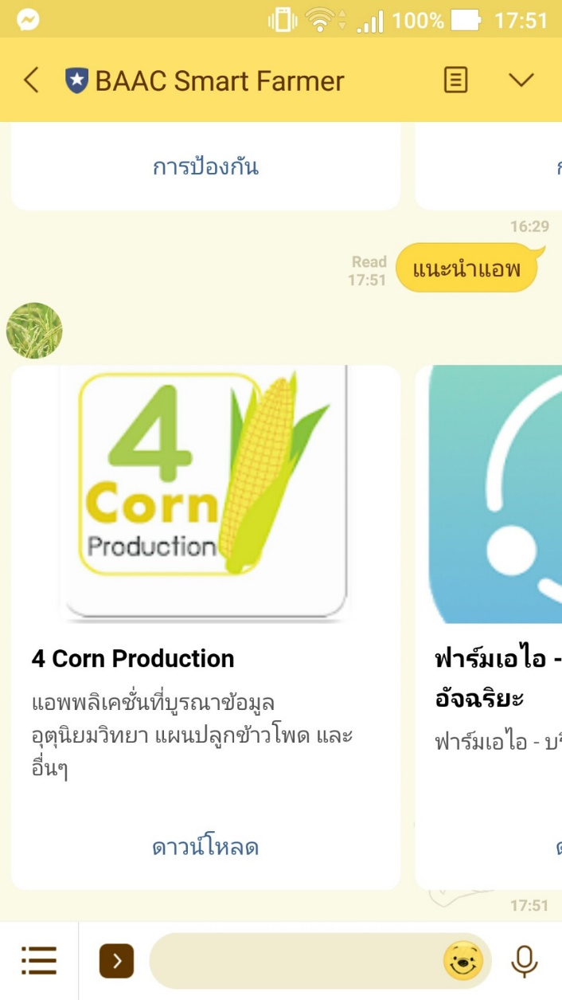 100% 17:51
BAAC Smart Farmer
การป้องกัน
16:29
Read
17:51
แนะนำแอพ
4
Corn
Production
4 Corn Production
แอพพลิเคชั่นที่บูรณาข้อมูล
อุตุนิยมวิทยา แผนปลูกข้าวโพด และ
อื่นๆ
ดาวน์โหลด
ฟาร์มเอไอ -
อัจฉริยะ
ฟาร์มเอไอ -
17:51